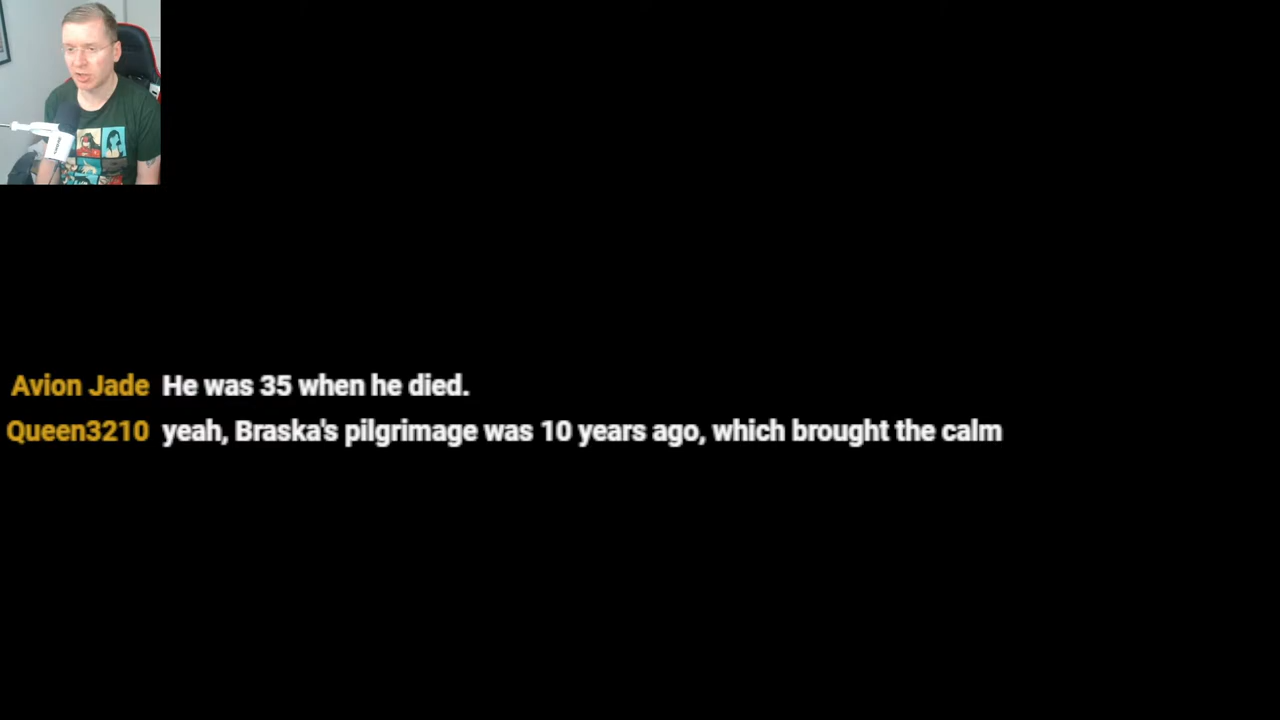 Avion Jade He was 35 when he died.
Queen3210 yeah, Braska's pilgrimage was 10 years ago, which brought the calm